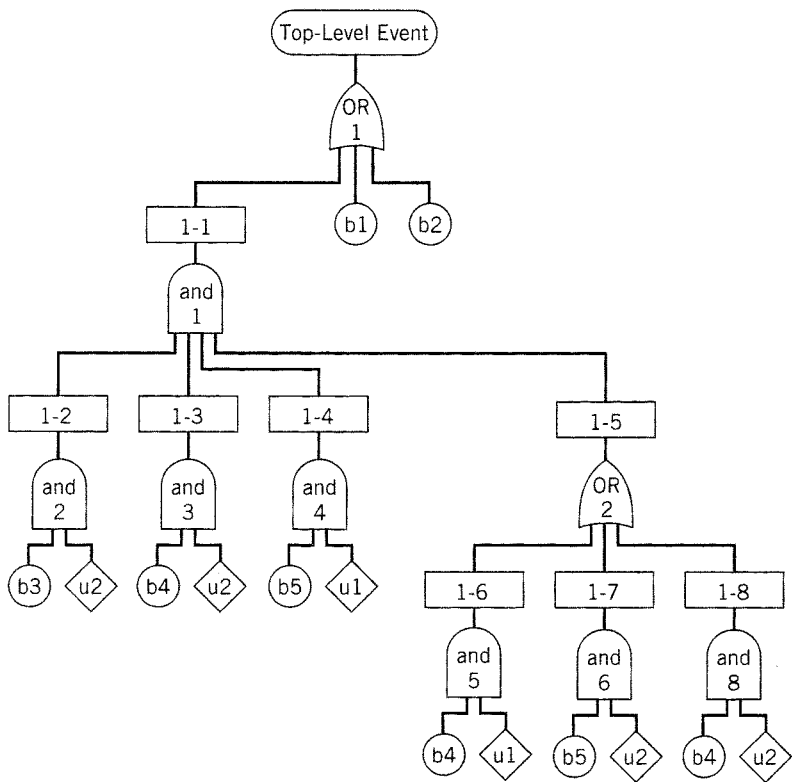 Top-Level Event
OR
1
1-1
b1
b2
and
1
1-2
1-3
1-4
1-5
and
2
and
3
and
4
OR
2
b3
u2
b4
u2
b5
u1
1-6
1-7
1-8
and
5
and
6
and
8
b4
u1
b5
u2
b4
u2